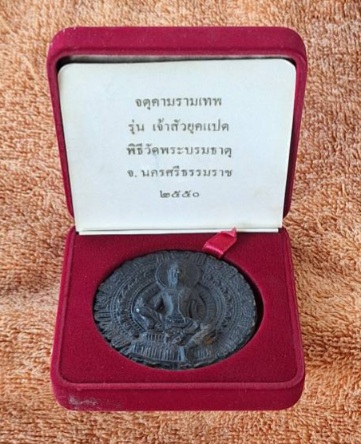 จตุคามรามเทพ
รุ่น เจ้าสัวยุคแปด
พิธีวัดพระบรมธาตุ
จ. นครศรีธรรมราช
๒๕๕๐